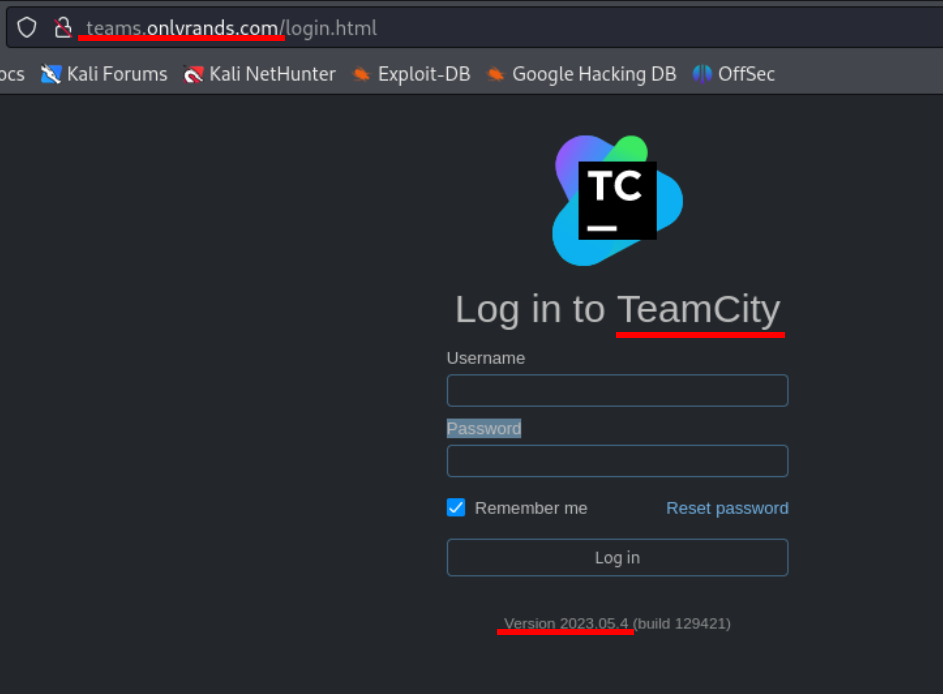 teams.onlvrands.com/login.html
ocs Kali Forums Kali NetHunter Exploit-DB Google Hacking DB OffSec
TC
Log in to TeamCity
Username
Password
Remember me Reset password
Log in
Version 2023.05.4 (build 129421)